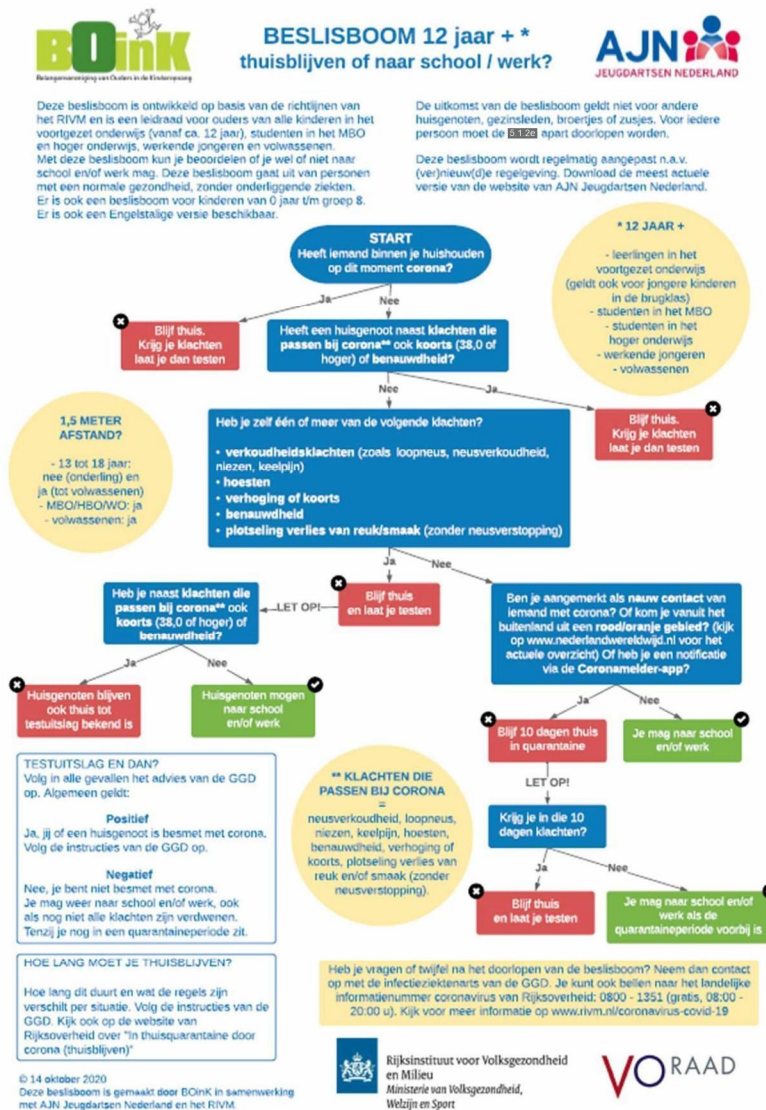 BOinK
Belangenvereniging van Ouders in de Kinderopvang
BESLISBOOM 12 jaar + *
thuisblijven of naar school / werk?
AJN
JEUGDARTSEN NEDERLAND
Deze beslisboom is ontwikkeld op basis van de richtlijnen van
het RIVM en is een leidraad voor ouders van alle kinderen in het
voortgezet onderwijs (vanaf ca. 12 jaar), studenten in het MBO
en hoger onderwijs, werkende jongeren en volwassenen.
Met deze beslisboom kun je beoordelen of je wel of niet naar
school en/of werk mag. Deze beslisboom gaat uit van personen
met een normale gezondheid, zonder onderliggende ziekten.
Er is ook een beslisboom voor kinderen van 0 jaar t/m groep 8.
Er is ook een Engelstalige versie beschikbaar.
De uitkomst van de beslisboom geldt niet voor andere
huisgenoten, gezinsleden, broertjes of zusjes. Voor iedere
persoon moet de 5.1.2e apart doorlopen worden.
Deze beslisboom wordt regelmatig aangepast n.a.v.
(ver)nieuw(d)e regelgeving. Download de meest actuele
versie van de website van AJN Jeugdartsen Nederland.
START
Heeft iemand binnen je huishouden
op dit moment corona?
* 12 JAAR +
- leerlingen in het
voortgezet onderwijs
(geldt ook voor jongere kinderen
in de brugklas)
- studenten in het MBO
- studenten in het
hoger onderwijs
- werkende jongeren
- volwassenen
Ja
Nee
Blijf thuis.
Krijg je klachten
laat je dan testen
Heeft een huisgenoot naast klachten die
passen bij corona** ook koorts (38,0 of
hoger) of benauwdheid?
Nee
Ja
Blijf thuis.
Krijg je klachten
laat je dan testen
1,5 METER
AFSTAND?
- 13 tot 18 jaar:
nee (onderling) en
ja (tot volwassenen)
- MBO/HBO/WO: ja
- volwassenen: ja
Heb je zelf één of meer van de volgende klachten?
• verkoudheidsklachten (zoals loopneus, neusverkoudheid,
niezen, keelpijn)
• hoesten
• verhoging of koorts
• benauwdheid
• plotseling verlies van reuk/smaak (zonder neusverstopping)
Ja
Nee
Heb je naast klachten die
passen bij corona** ook
koorts (38,0 of hoger) of
benauwdheid?
LET OP!
Blijf thuis
en laat je testen
Ben je aangemerkt als nauw contact van
iemand met corona? Of kom je vanuit het
buitenland uit een rood/oranje gebied? (kijk
op www.nederlandwereldwijd.nl voor het
actuele overzicht) Of heb je een notificatie
via de Coronamelder-app?
Ja
Nee
Huisgenoten blijven
ook thuis tot
testuitslag bekend is
Huisgenoten mogen
naar school
en/of werk
Ja
Nee
Blijf 10 dagen thuis
in quarantaine
Je mag naar school
en/of werk
LET OP!
Krijg je in die 10
dagen klachten?
Ja
Nee
Blijf thuis
en laat je testen
Je mag naar school en/of
werk als de
quarantaineperiode voorbij is
TESTUITSLAG EN DAN?
Volg in alle gevallen het advies van de GGD
op. Algemeen geldt:
Positief
Ja, jij of een huisgenoot is besmet met corona.
Volg de instructies van de GGD op.
Negatief
Nee, je bent niet besmet met corona.
Je mag weer naar school en/of werk, ook
als nog niet alle klachten zijn verdwenen.
Tenzij je nog in een quarantaineperiode zit.
** KLACHTEN DIE
PASSEN BIJ CORONA
=
neusverkoudheid, loopneus,
niezen, keelpijn, hoesten,
benauwdheid, verhoging of
koorts, plotseling verlies van
reuk en/of smaak (zonder
neusverstopping).
HOE LANG MOET JE THUISBLIJVEN?
Hoe lang dit duurt en wat de regels zijn
verschilt per situatie. Volg de instructies van de
GGD. Kijk ook op de website van
Rijksoverheid over "In thuisquarantaine door
corona (thuisblijven)"
Heb je vragen of twijfel na het doorlopen van de beslisboom? Neem dan contact
op met de infectieziektenarts van de GGD. Je kunt ook bellen naar het landelijke
informatienummer coronavirus van Rijksoverheid: 0800 - 1351 (gratis, 08:00 -
20:00 u). Kijk voor meer informatie op www.rivm.nl/coronavirus-covid-19
© 14 oktober 2020
Deze beslisboom is gemaakt door BOinK in samenwerking
met AJN Jeugdartsen Nederland en het RIVM.
Rijksinstituut voor Volksgezondheid
en Milieu
Ministerie van Volksgezondheid,
Welzijn en Sport
VO RAAD